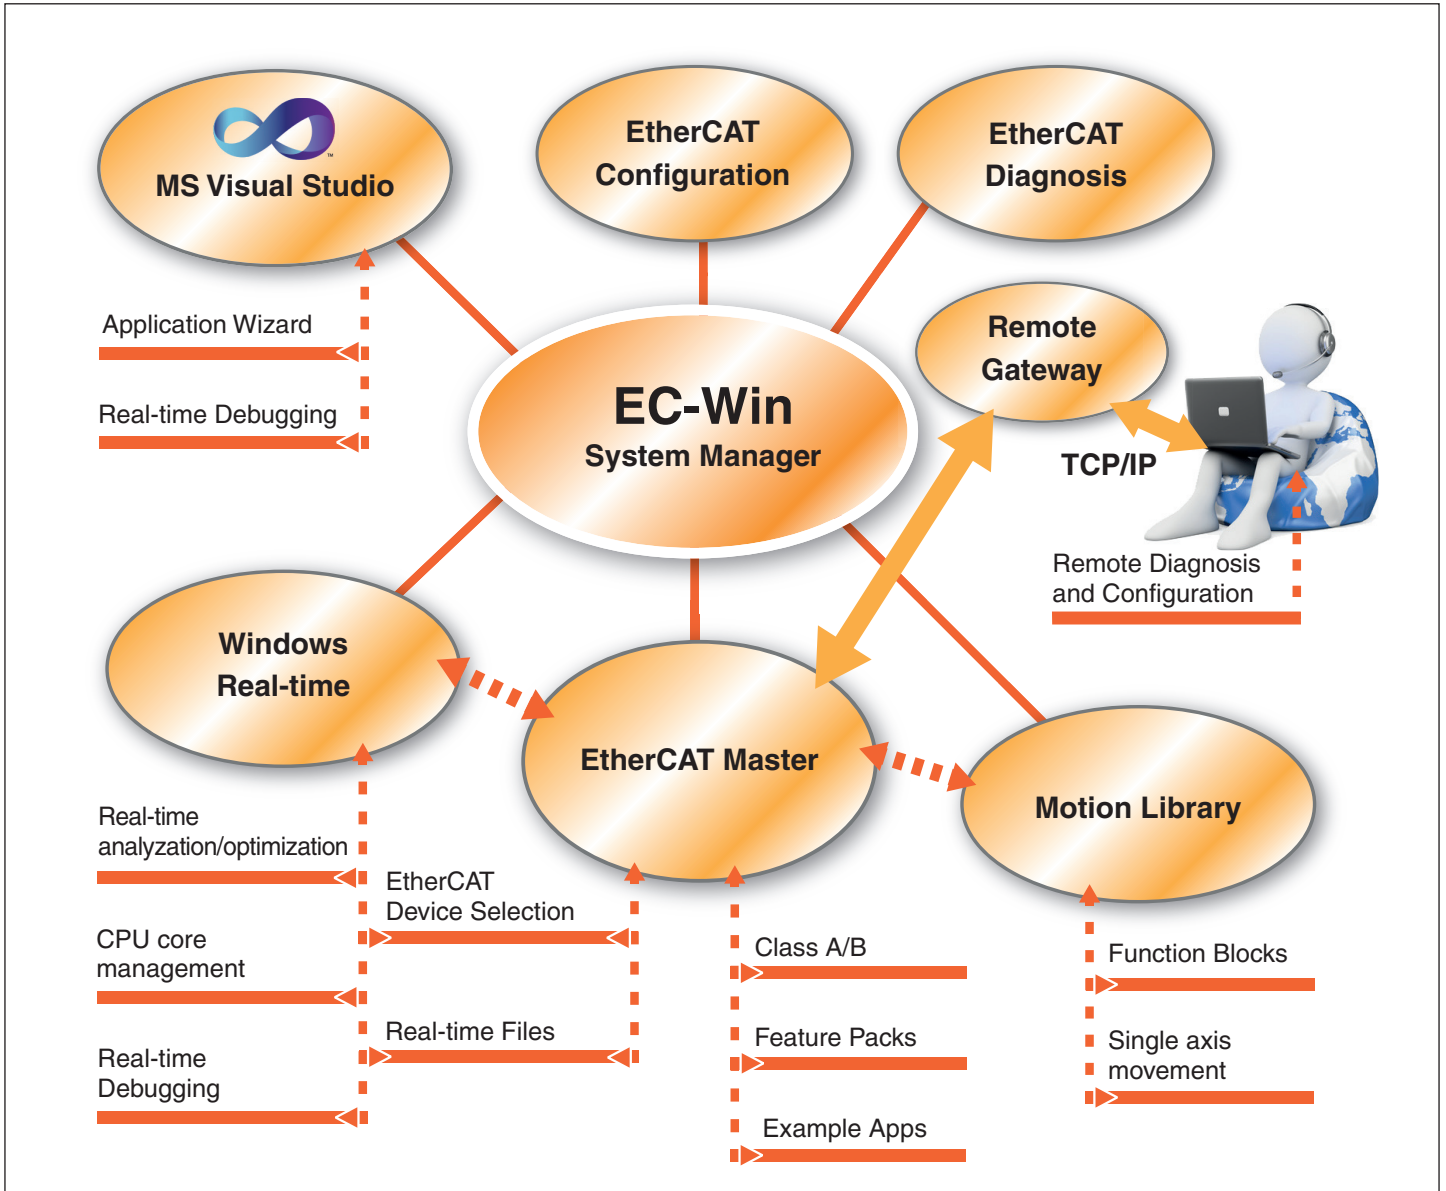 MS Visual Studio
™
EtherCAT
Configuration
EtherCAT
Diagnosis
Application Wizard
Real-time Debugging
EC-Win
System Manager
Remote
Gateway
TCP/IP
Remote Diagnosis
and Configuration
Windows
Real-time
EtherCAT Master
Motion Library
Real-time
analyzation/optimization
CPU core
management
Real-time
Debugging
EtherCAT
Device Selection
Real-time Files
Class A/B
Feature Packs
Example Apps
Function Blocks
Single axis
movement